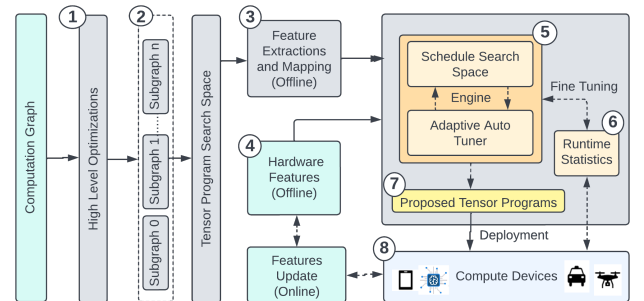 1
2
3
4
5
6
7
8
Computation Graph
High Level Optimizations
Subgraph n
Subgraph 1
Subgraph 0
Tensor Program Search Space
Feature
Extractions
and Mapping
(Offline)
Hardware
Features
(Offline)
Features
Update
(Online)
Schedule Search
Space
Engine
Adaptive Auto
Tuner
Fine Tuning
Runtime
Statistics
Proposed Tensor Programs
Deployment
Compute Devices